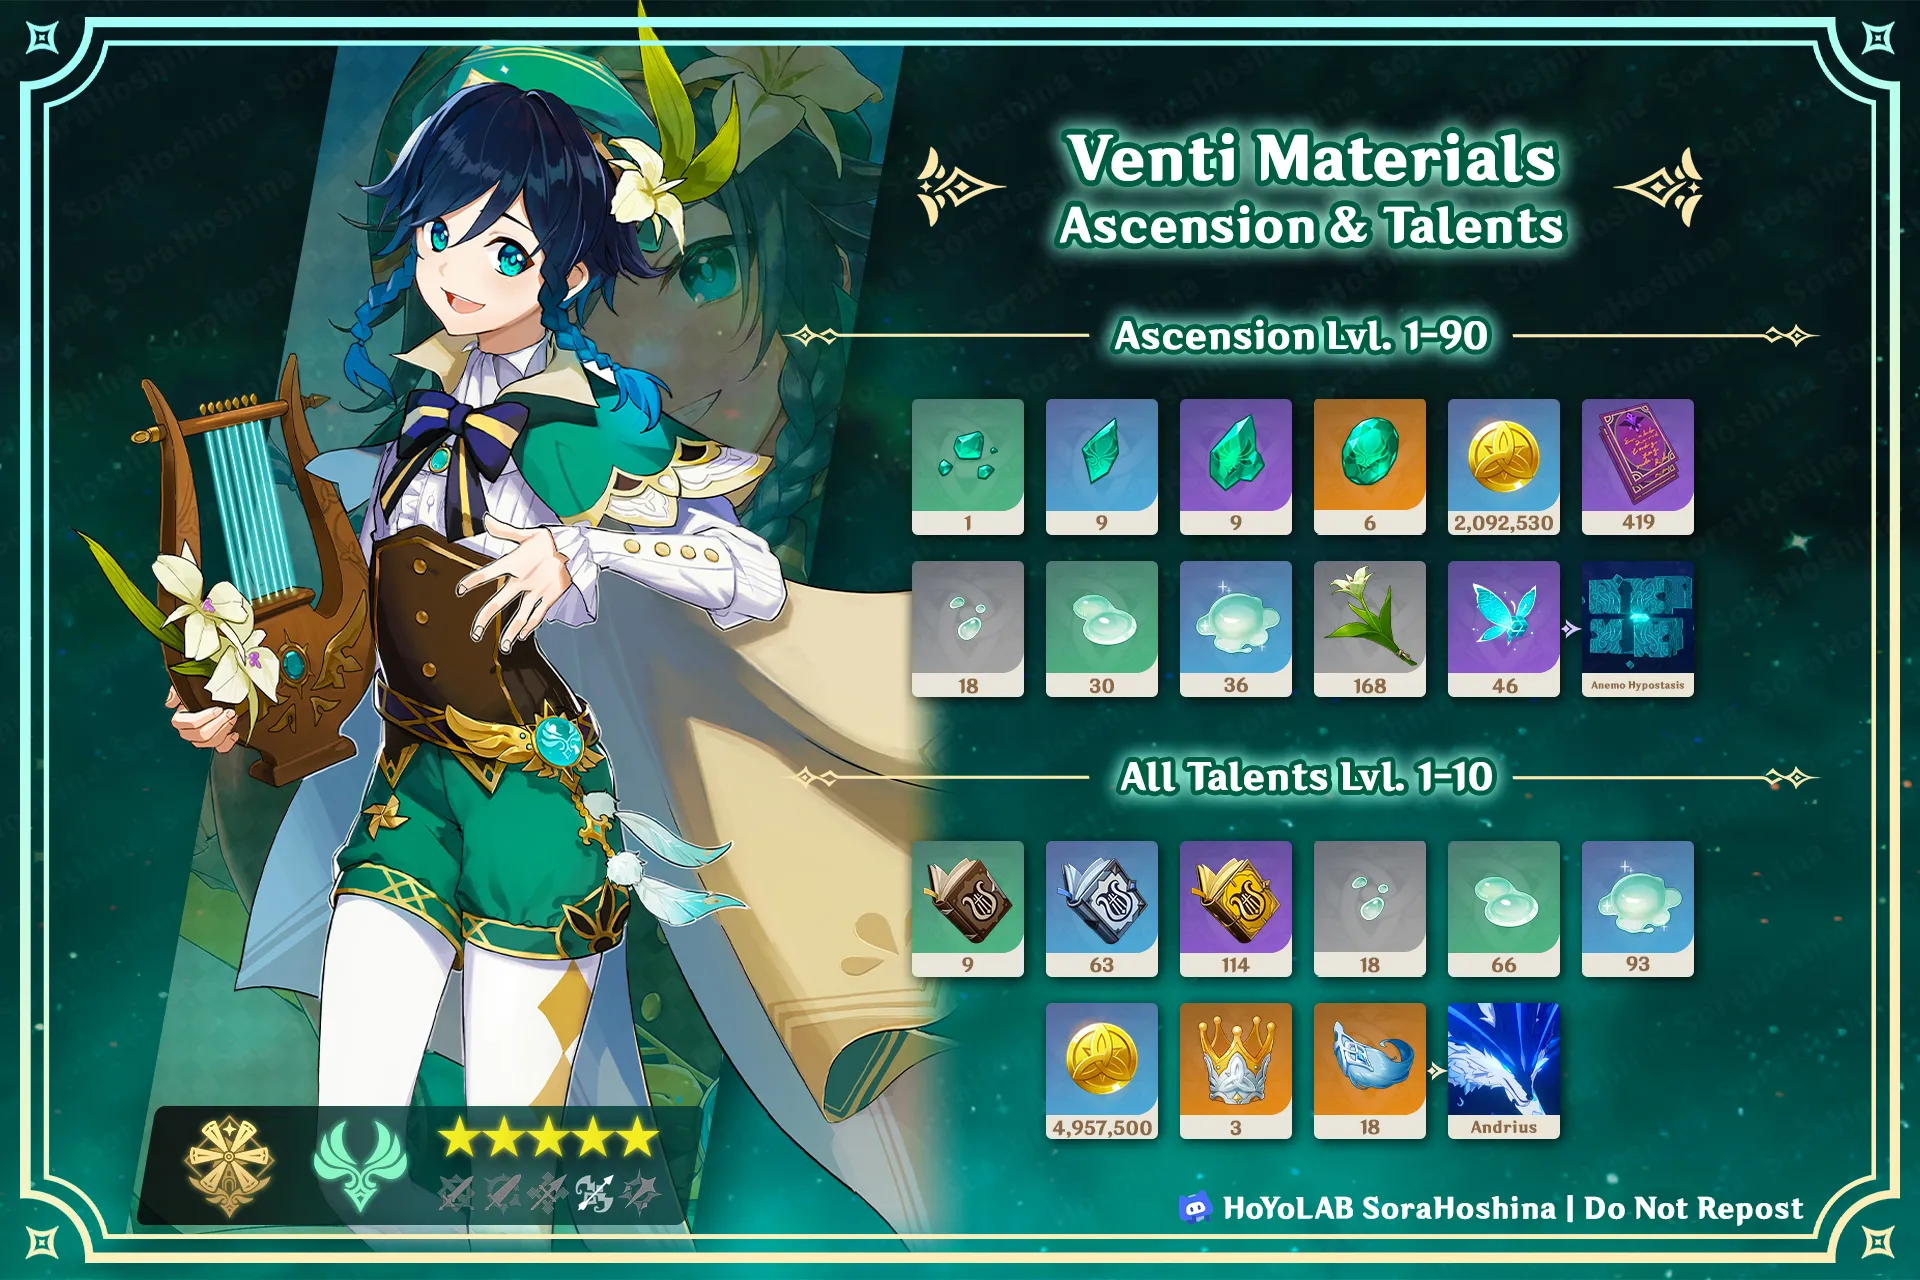 Venti Materials
Ascension & Talents
Ascension Lvl. 1-90
1 9 9 6 2,092,530 419
18 30 36 168 46 Anemo Hypostasis
All Talents Lvl. 1-10
9 63 114 18 66 93
4,957,500 3 18 Andrius
HoYoLAB SoraHoshina | Do Not Repost
SoraHoshina